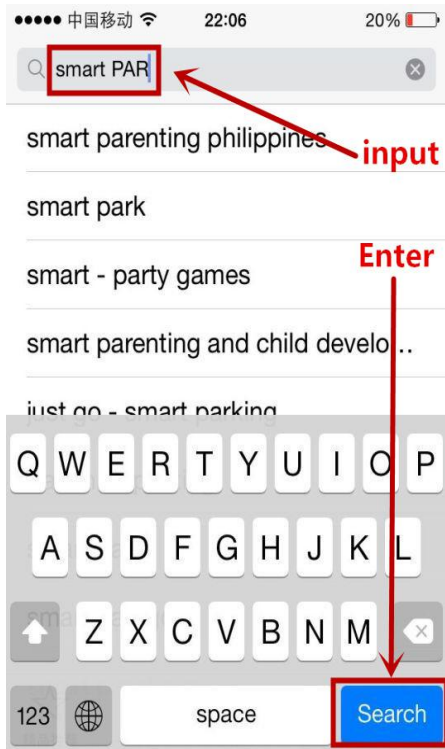 中国移动 22:06 20%
smart PAR
smart parenting philippines
input
smart park
Enter
smart - party games
smart parenting and child develo...
just go - smart parking
Q W E R T Y U I O P
A S D F G H J K L
Z X C V B N M
123 space Search